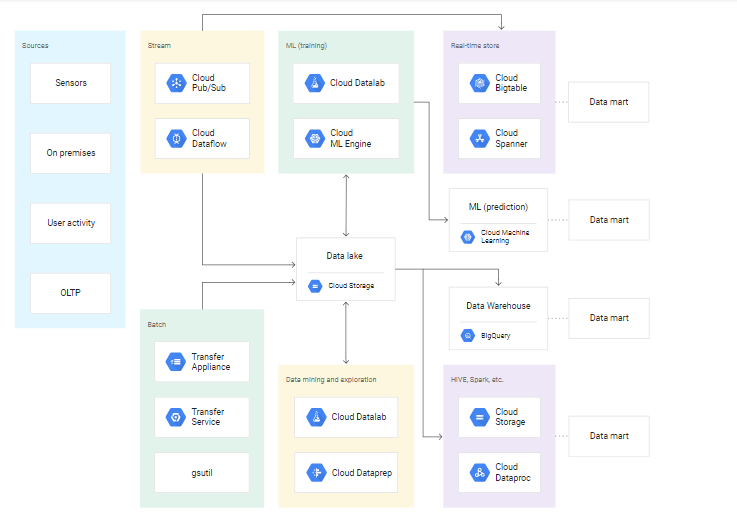 Sources
Sensors
On premises
User activity
OLTP
Stream
Cloud
Pub/Sub
Cloud
Dataflow
Batch
Transfer
Appliance
Transfer
Service
gsutil
ML (training)
Cloud Datalab
Cloud
ML Engine
Data lake
Cloud Storage
Data mining and exploration
Cloud Datalab
Cloud Dataprep
Real-time store
Cloud
Bigtable
Cloud
Spanner
Data mart
ML (prediction)
Cloud Machine
Learning
Data mart
Data Warehouse
BigQuery
Data mart
HIVE, Spark, etc.
Cloud
Storage
Cloud
Dataproc
Data mart